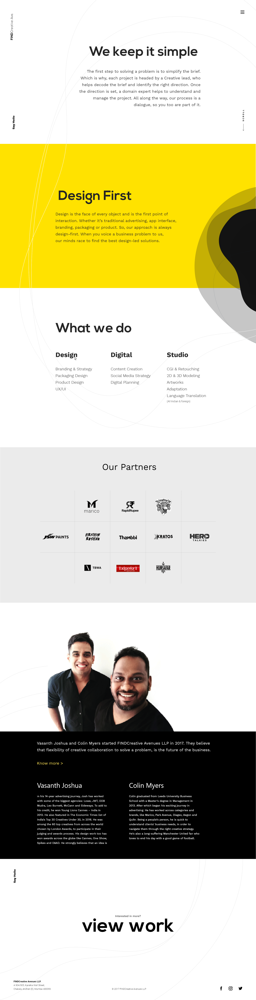 FINDCreative Ave.
We keep it simple
The first step to solving a problem is to simplify the brief.
Which is why, each project is headed by a Creative lead, who
helps decode the brief and identify the right direction. Once
the direction is set, a domain expert helps to understand and
manage the project. All along the way, our process is a
dialogue, so you too are part of it.
Say Hello
SCROLL
Design First
Design is the face of every object and is the first point of
interaction. Whether it's traditional advertising, app interface,
branding, packaging or product. So, our approach is always
design-first. When you voice a business problem to us,
our minds race to find the best design-led solutions.
What we do
Design
Branding & Strategy
Packaging Design
Product Design
UX/UI
Digital
Content Creation
Social Media Strategy
Digital Planning
Studio
CGI & Retouching
2D & 3D Modeling
Artworks
Adaptation
Language Translation
(All Indian & foreign)
Our Partners
marico
RapidRupee
The Laughing Cow
JSW PAINTS
HRITHIK
ROSHAN
Thambbi
KRATOS
HERO
TALKIES
TBWA
adgaonkar
THE
HUMSAFAR
TRUST
Vasanth Joshua and Colin Myers started FINDCreative Avenues LLP in 2017. They believe
that flexibility of creative collaboration to solve a problem, is the future of the business.
Know more >
Vasanth Joshua
In his 14-year advertising journey, Josh has worked
with some of the biggest agencies: Lowe, JWT, DDB
Mudra, Leo Burnett, McCann and Sideways. To add to
his credit, he won Young Lions Cannes – India in
2012. He also featured in The Economic Times list of
India's Top 30 Creatives Under 30, in 2016. He was
among the 60 top creatives from across the world
chosen by London Awards, to participate in their
judging and awards process. His design work too has
won awards across the globe like Cannes, One Show,
Spikes and D&AD. He strongly believes that an idea is
Colin Myers
Colin graduated from Leeds University Business
School with a Master's degree in Management in
2013. After which began his exciting journey in
advertising. He has worked across categories and
brands, like Marico, Park Avenue, Diageo, Aegon and
Quikr. Being a people's person, he is quick to
understand clients' business needs, in order to
navigate them through the right creative strategy.
He's also a long-suffering Manchester United fan who
loves to end his day with a good game of football.
Say Hello
Interested in more?
view work
FINDCreative Avenues LLP.
A 904/905, Kanakia Wall Street,
Chakala, Andheri (E), Mumbai 400093.
© 2017 FINDCreative Avenues LLP